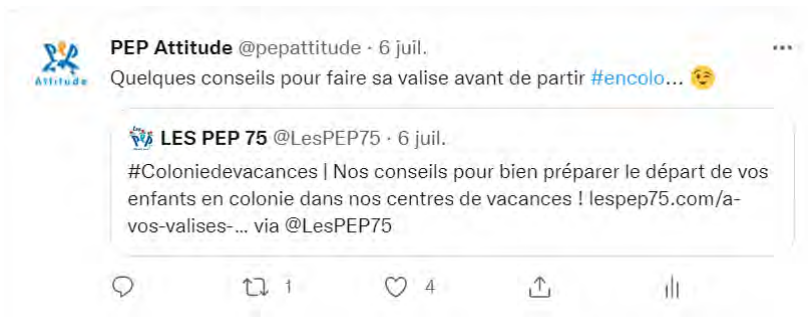 PEP Attitude @pepattitude · 6 juil.
Attitude
Quelques conseils pour faire sa valise avant de partir #encolo... 😉
LES PEP 75 @LesPEP75 · 6 juil.
#Coloniedevacances | Nos conseils pour bien préparer le départ de vos
enfants en colonie dans nos centres de vacances ! lespep75.com/a-
vos-valises-... via @LesPEP75
1 4